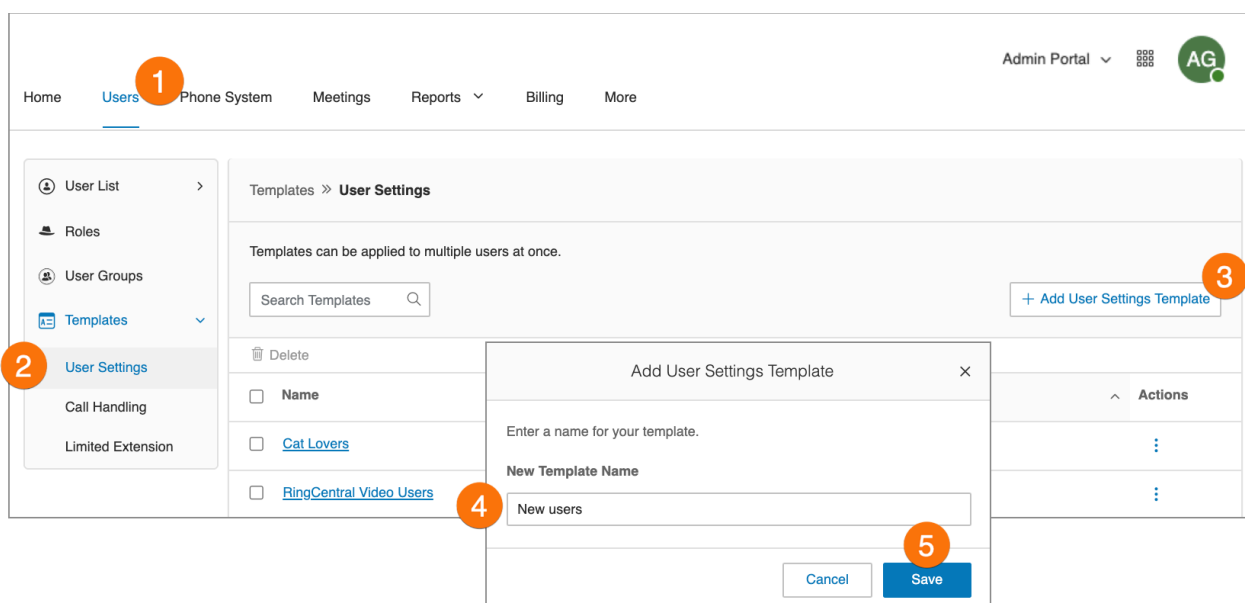 Admin Portal
AG
1
Home Users Phone System Meetings Reports Billing More
User List
Roles
User Groups
Templates
2
User Settings
Call Handling
Limited Extension
Templates » User Settings
Templates can be applied to multiple users at once.
Search Templates
3
+ Add User Settings Template
Delete
Name
Actions
Cat Lovers
RingCentral Video Users
Add User Settings Template
Enter a name for your template.
New Template Name
4
New users
5
Cancel Save